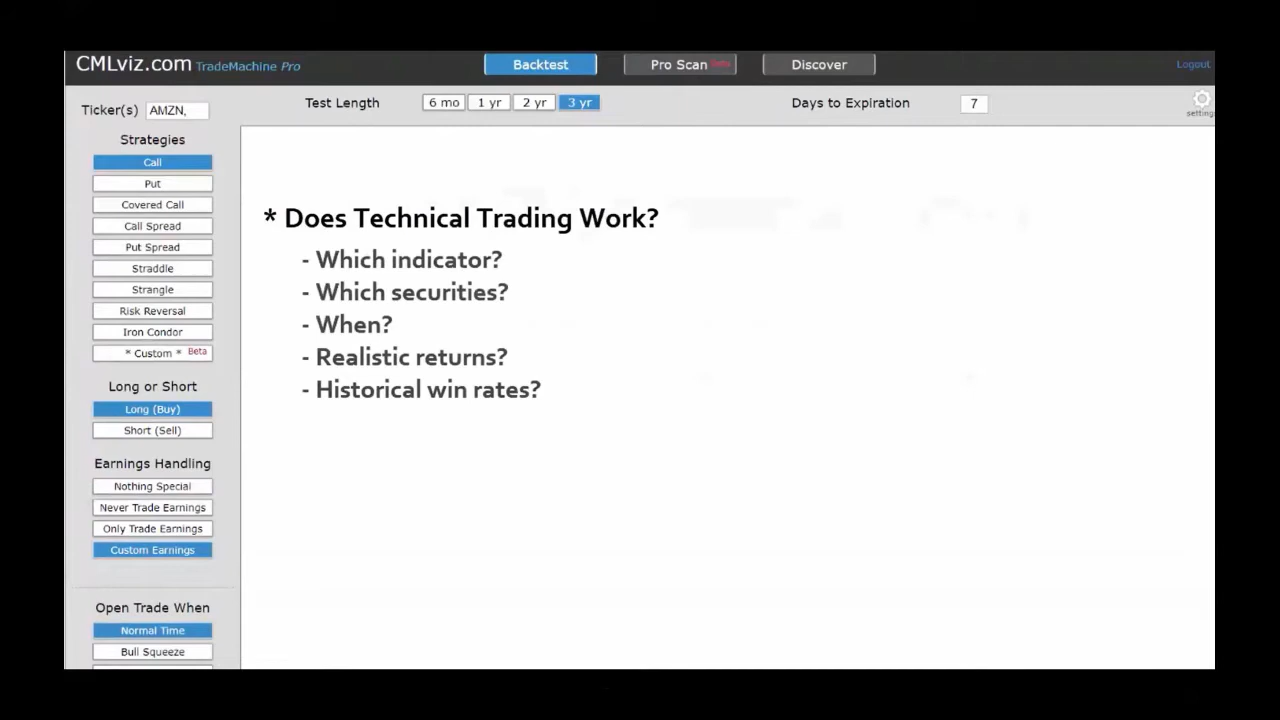 CMLviz.com TradeMachine Pro
Backtest
Pro Scan Beta
Discover
Logout
Ticker(s) AMZN,
Test Length 6 mo 1 yr 2 yr 3 yr
Days to Expiration 7
settings
Strategies
Call
Put
Covered Call
Call Spread
Put Spread
Straddle
Strangle
Risk Reversal
Iron Condor
* Custom * Beta
Long or Short
Long (Buy)
Short (Sell)
Earnings Handling
Nothing Special
Never Trade Earnings
Only Trade Earnings
Custom Earnings
Open Trade When
Normal Time
Bull Squeeze
* Does Technical Trading Work?
- Which indicator?
- Which securities?
- When?
- Realistic returns?
- Historical win rates?